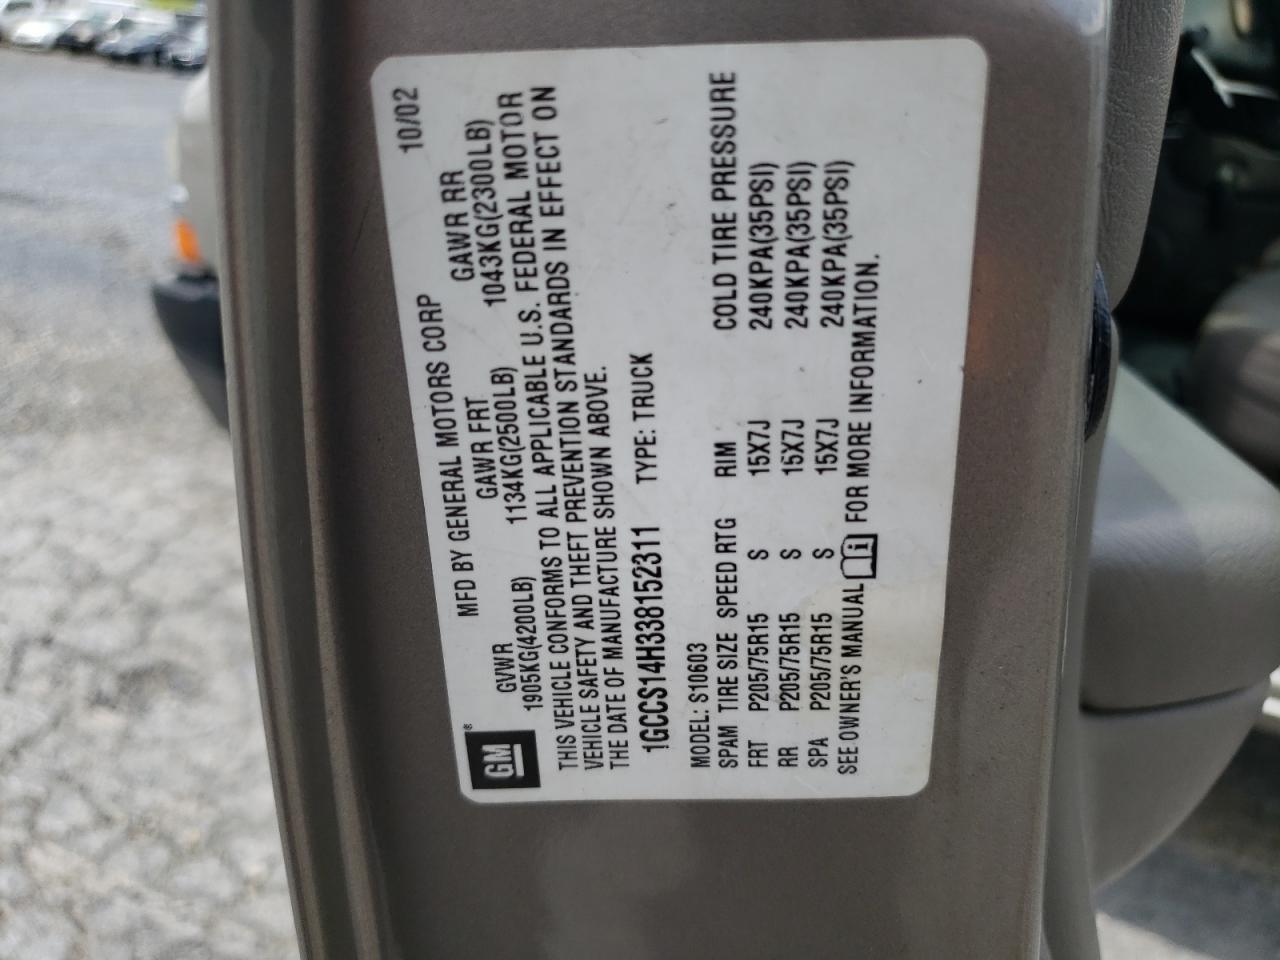 MFD BY GENERAL MOTORS CORP 10/02
GVWR GAWR FRT GAWR RR
1905KG(4200LB) 1134KG(2500LB) 1043KG(2300LB)
GM
THIS VEHICLE CONFORMS TO ALL APPLICABLE U.S. FEDERAL MOTOR
VEHICLE SAFETY AND THEFT PREVENTION STANDARDS IN EFFECT ON
THE DATE OF MANUFACTURE SHOWN ABOVE.
1GCCS14H338152311 TYPE: TRUCK
MODEL: S10603
SPAM TIRE SIZE SPEED RTG RIM COLD TIRE PRESSURE
FRT P205/75R15 S 15X7J 240KPA(35PSI)
RR P205/75R15 S 15X7J 240KPA(35PSI)
SPA P205/75R15 S 15X7J 240KPA(35PSI)
SEE OWNER'S MANUAL FOR MORE INFORMATION.